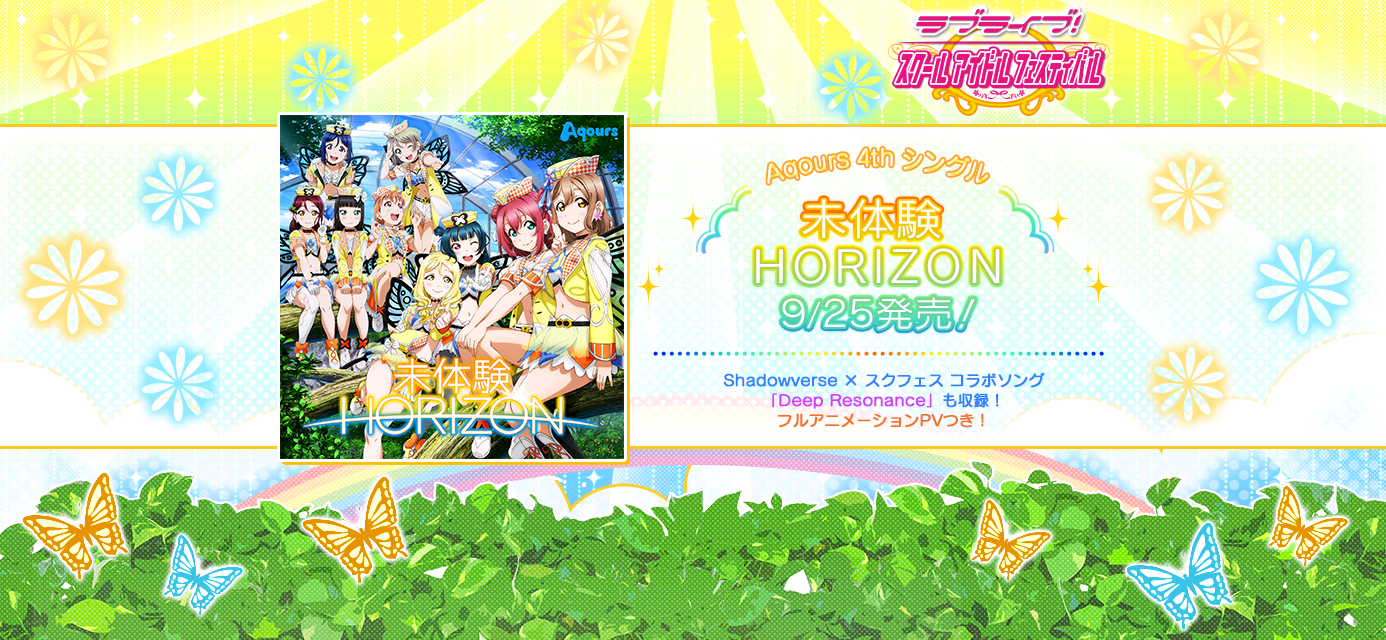 ラブライブ!
スクールアイドルフェスティバル
Aqours
未体験
HORIZON
Aqours 4th シングル
未体験
HORIZON
9/25発売!
Shadowverse × スクフェス コラボソング
「Deep Resonance」も収録！
フルアニメーションPVつき！